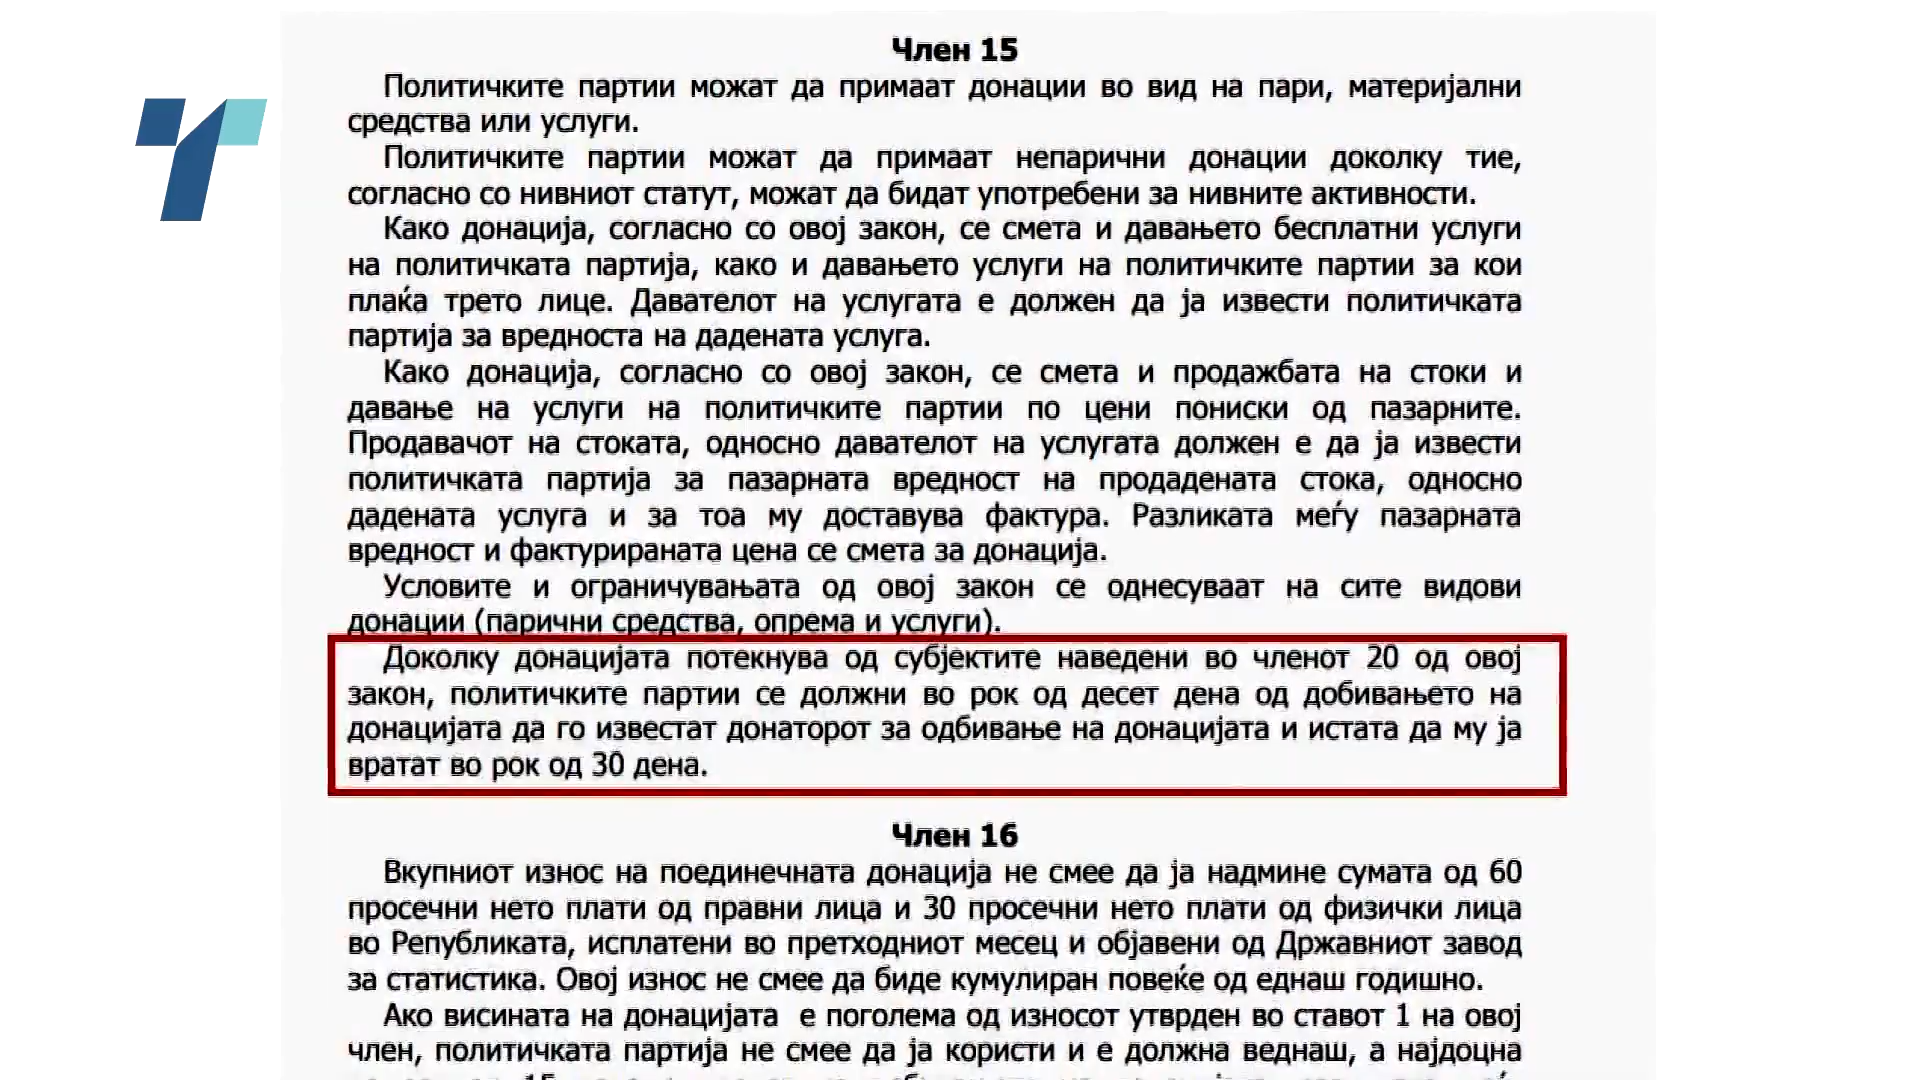 Член 15
Политичките партии можат да примаат донации во вид на пари, материјални
средства или услуги.
Политичките партии можат да примаат непарични донации доколку тие,
согласно со нивниот статут, можат да бидат употребени за нивните активности.
Како донација, согласно со овој закон, се смета и давањето бесплатни услуги
на политичката партија, како и давањето услуги на политичките партии за кои
плаќа трето лице. Давателот на услугата е должен да ја извести политичката
партија за вредноста на дадената услуга.
Како донација, согласно со овој закон, се смета и продажбата на стоки и
давање на услуги на политичките партии по цени пониски од пазарните.
Продавачот на стоката, односно давателот на услугата должен е да ја извести
политичката партија за пазарната вредност на продадената стока, односно
дадената услуга и за тоа му доставува фактура. Разликата меѓу пазарната
вредност и фактурираната цена се смета за донација.
Условите и ограничувањата од овој закон се однесуваат на сите видови
донации (парични средства, опрема и услуги).
Доколку донацијата потекнува од субјектите наведени во членот 20 од овој
закон, политичките партии се должни во рок од десет дена од добивањето на
донацијата да го известат донаторот за одбивање на донацијата и истата да му ја
вратат во рок од 30 дена.
Член 16
Вкупниот износ на поединечната донација не смее да ја надмине сумата од 60
просечни нето плати од правни лица и 30 просечни нето плати од физички лица
во Републиката, исплатени во претходниот месец и објавени од Државниот завод
за статистика. Овој износ не смее да биде кумулиран повеќе од еднаш годишно.
Ако висината на донацијата е поголема од износот утврден во ставот 1 на овој
член, политичката партија не смее да ја користи и е должна веднаш, а најдоцна